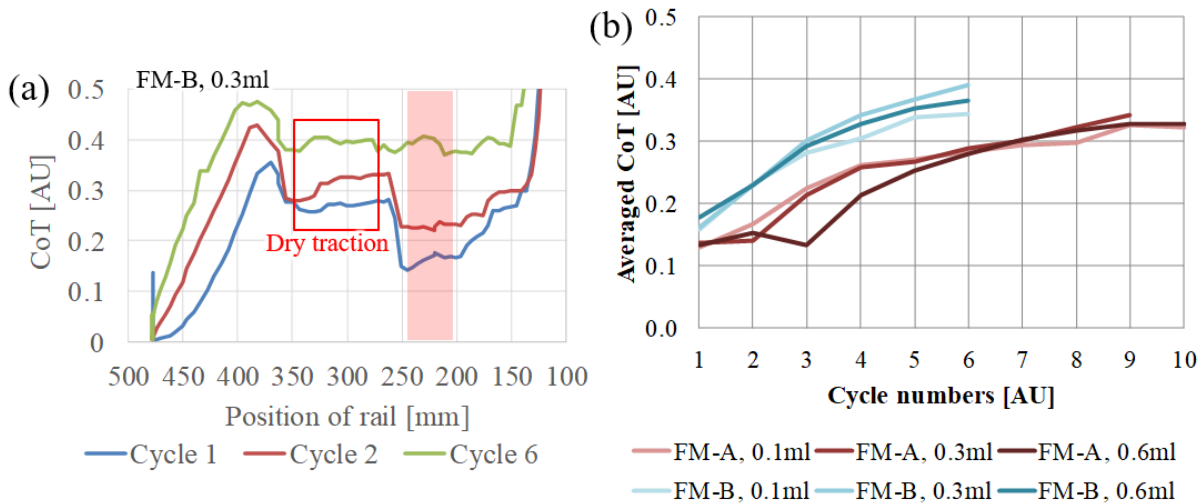 (a)
FM-B, 0.3ml
CoT [AU]
0.5
0.4
0.3
0.2
0.1
0
Dry traction
500 450 400 350 300 250 200 150 100
Position of rail [mm]
Cycle 1 Cycle 2 Cycle 6
(b)
Averaged CoT [AU]
0.5
0.4
0.3
0.2
0.1
0.0
1 2 3 4 5 6 7 8 9 10
Cycle numbers [AU]
FM-A, 0.1ml FM-A, 0.3ml FM-A, 0.6ml
FM-B, 0.1ml FM-B, 0.3ml FM-B, 0.6ml